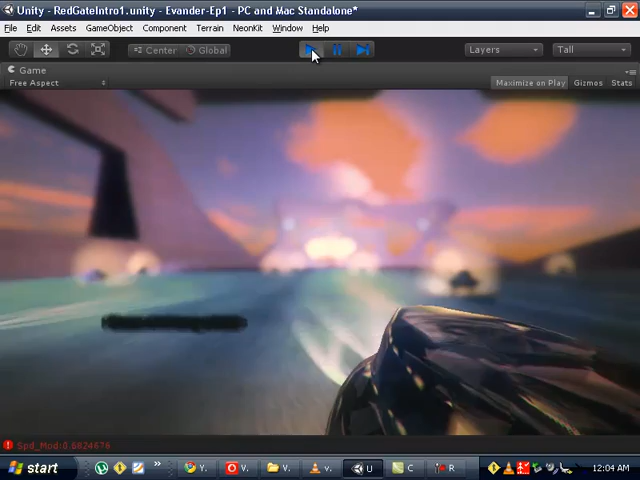 Unity - RedGateIntro1.unity - Evander-Ep1 - PC and Mac Standalone*
File Edit Assets GameObject Component Terrain NeonKit Window Help
Center Global Layers Tall
Game
Free Aspect Maximize on Play Gizmos Stats
Spd_Mod:0.6824676
start » Y. O V. V. v. U C R 12:04 AM